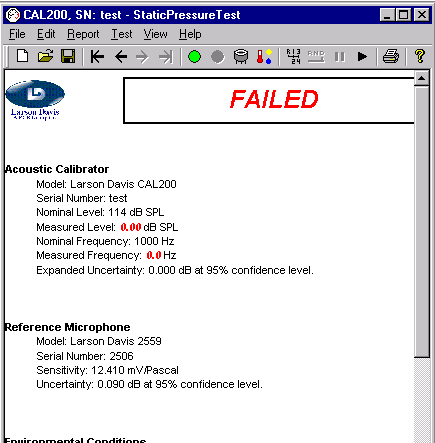 CAL200, SN: test - StaticPressureTest
File Edit Report Test View Help
FAILED
Larson Davis
Acoustic Calibrator
Model: Larson Davis CAL200
Serial Number: test
Nominal Level: 114 dB SPL
Measured Level: 0.00 dB SPL
Nominal Frequency: 1000 Hz
Measured Frequency: 0.0 Hz
Expanded Uncertainty: 0.000 dB at 95% confidence level.
Reference Microphone
Model: Larson Davis 2559
Serial Number: 2506
Sensitivity: 12.410 mV/Pascal
Uncertainty: 0.090 dB at 95% confidence level.
Environmental Conditions